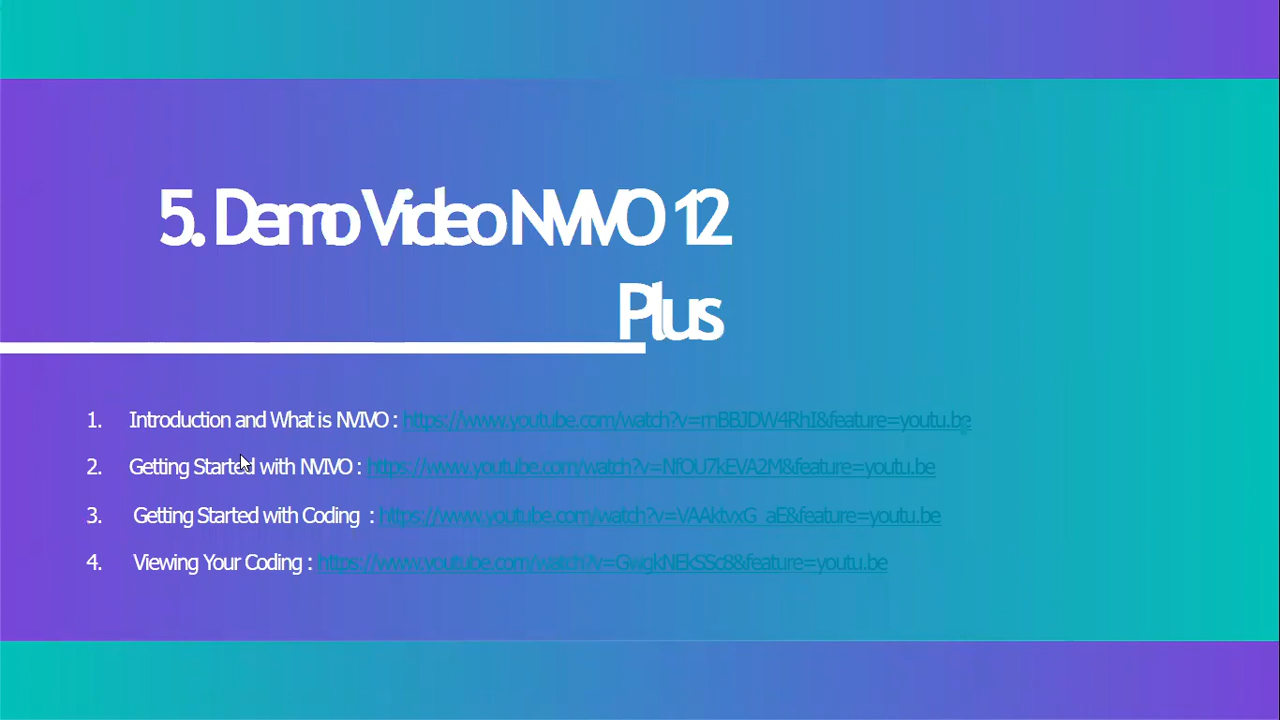 5. Demo Video NVIVO 12
Plus
1. Introduction and What is NVIVO : https://www.youtube.com/watch?v=rnBBJDW4RhI&feature=youtu.be
2. Getting Started with NVIVO : https://www.youtube.com/watch?v=NfOU7kEVA2M&feature=youtu.be
3. Getting Started with Coding : https://www.youtube.com/watch?v=VAAktvxG_aE&feature=youtu.be
4. Viewing Your Coding : https://www.youtube.com/watch?v=GwgkNEkSSc8&feature=youtu.be